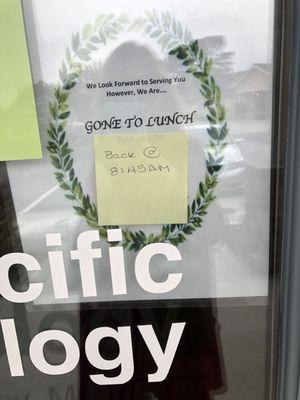 We Look Forward to Serving You
However, We Are...
GONE TO LUNCH
Back @
8:45AM
cific
logy